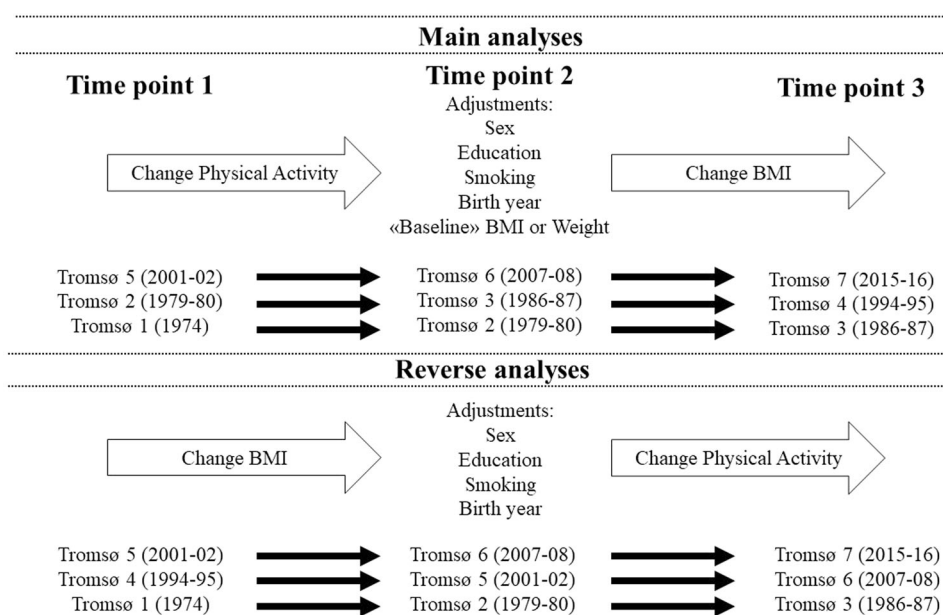 Main analyses
Time point 1
Time point 2
Time point 3
Adjustments:
Sex
Education
Smoking
Birth year
«Baseline» BMI or Weight
Change Physical Activity
Change BMI
Tromsø 5 (2001-02)
Tromsø 6 (2007-08)
Tromsø 7 (2015-16)
Tromsø 2 (1979-80)
Tromsø 3 (1986-87)
Tromsø 4 (1994-95)
Tromsø 1 (1974)
Tromsø 2 (1979-80)
Tromsø 3 (1986-87)
Reverse analyses
Adjustments:
Sex
Education
Smoking
Birth year
Change BMI
Change Physical Activity
Tromsø 5 (2001-02)
Tromsø 6 (2007-08)
Tromsø 7 (2015-16)
Tromsø 4 (1994-95)
Tromsø 5 (2001-02)
Tromsø 6 (2007-08)
Tromsø 1 (1974)
Tromsø 2 (1979-80)
Tromsø 3 (1986-87)